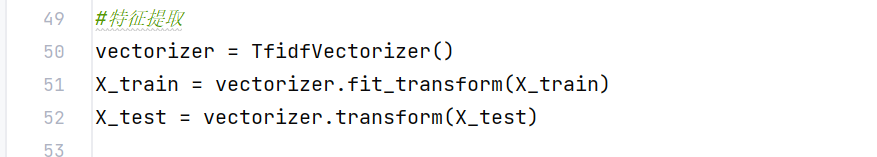 49 #特征提取
50 vectorizer = TfidfVectorizer()
51 X_train = vectorizer.fit_transform(X_train)
52 X_test = vectorizer.transform(X_test)
53